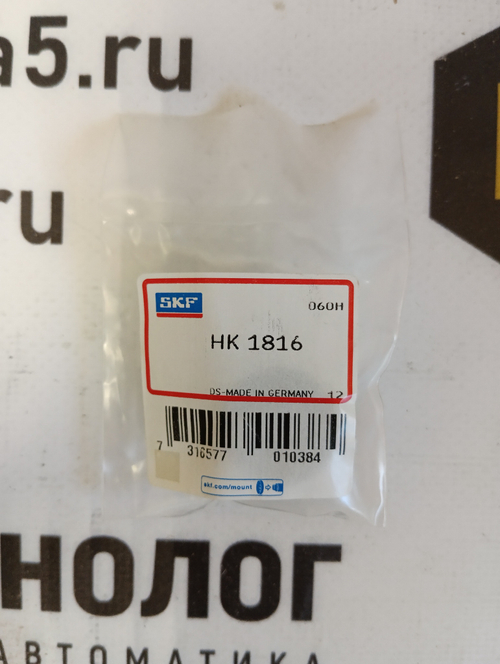 a5.ru
ru
SKF
060H
HK 1816
DS-MADE IN GERMANY 12
7 316577 010384
skf.com/mount
НОЛОГ
АВТОМАТИКА